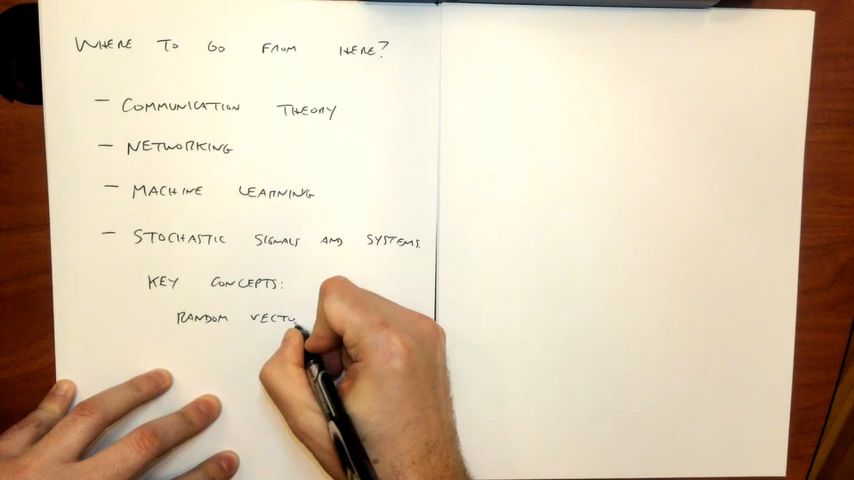 WHERE TO GO FROM HERE?
- COMMUNICATION THEORY
- NETWORKING
- MACHINE LEARNING
- STOCHASTIC SIGNALS AND SYSTEMS.
KEY CONCEPTS:
RANDOM